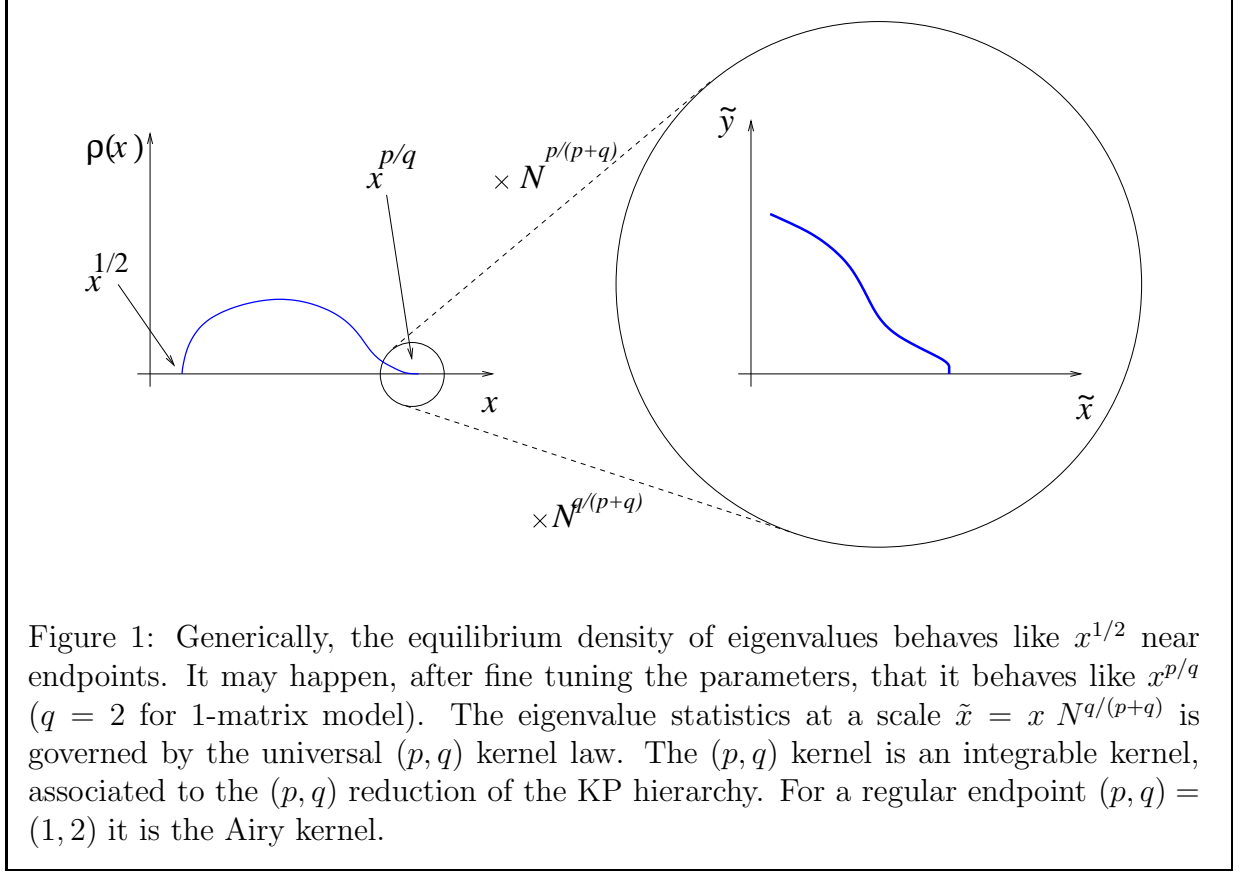 ỹ
ρ(x)
x^{p/q}
× N^{p/(p+q)}
x^{1/2}
x
x̃
×N^{q/(p+q)}
Figure 1: Generically, the equilibrium density of eigenvalues behaves like x^{1/2} near
endpoints. It may happen, after fine tuning the parameters, that it behaves like x^{p/q}
(q = 2 for 1-matrix model). The eigenvalue statistics at a scale x̃ = x N^{q/(p+q)} is
governed by the universal (p, q) kernel law. The (p, q) kernel is an integrable kernel,
associated to the (p, q) reduction of the KP hierarchy. For a regular endpoint (p, q) =
(1, 2) it is the Airy kernel.